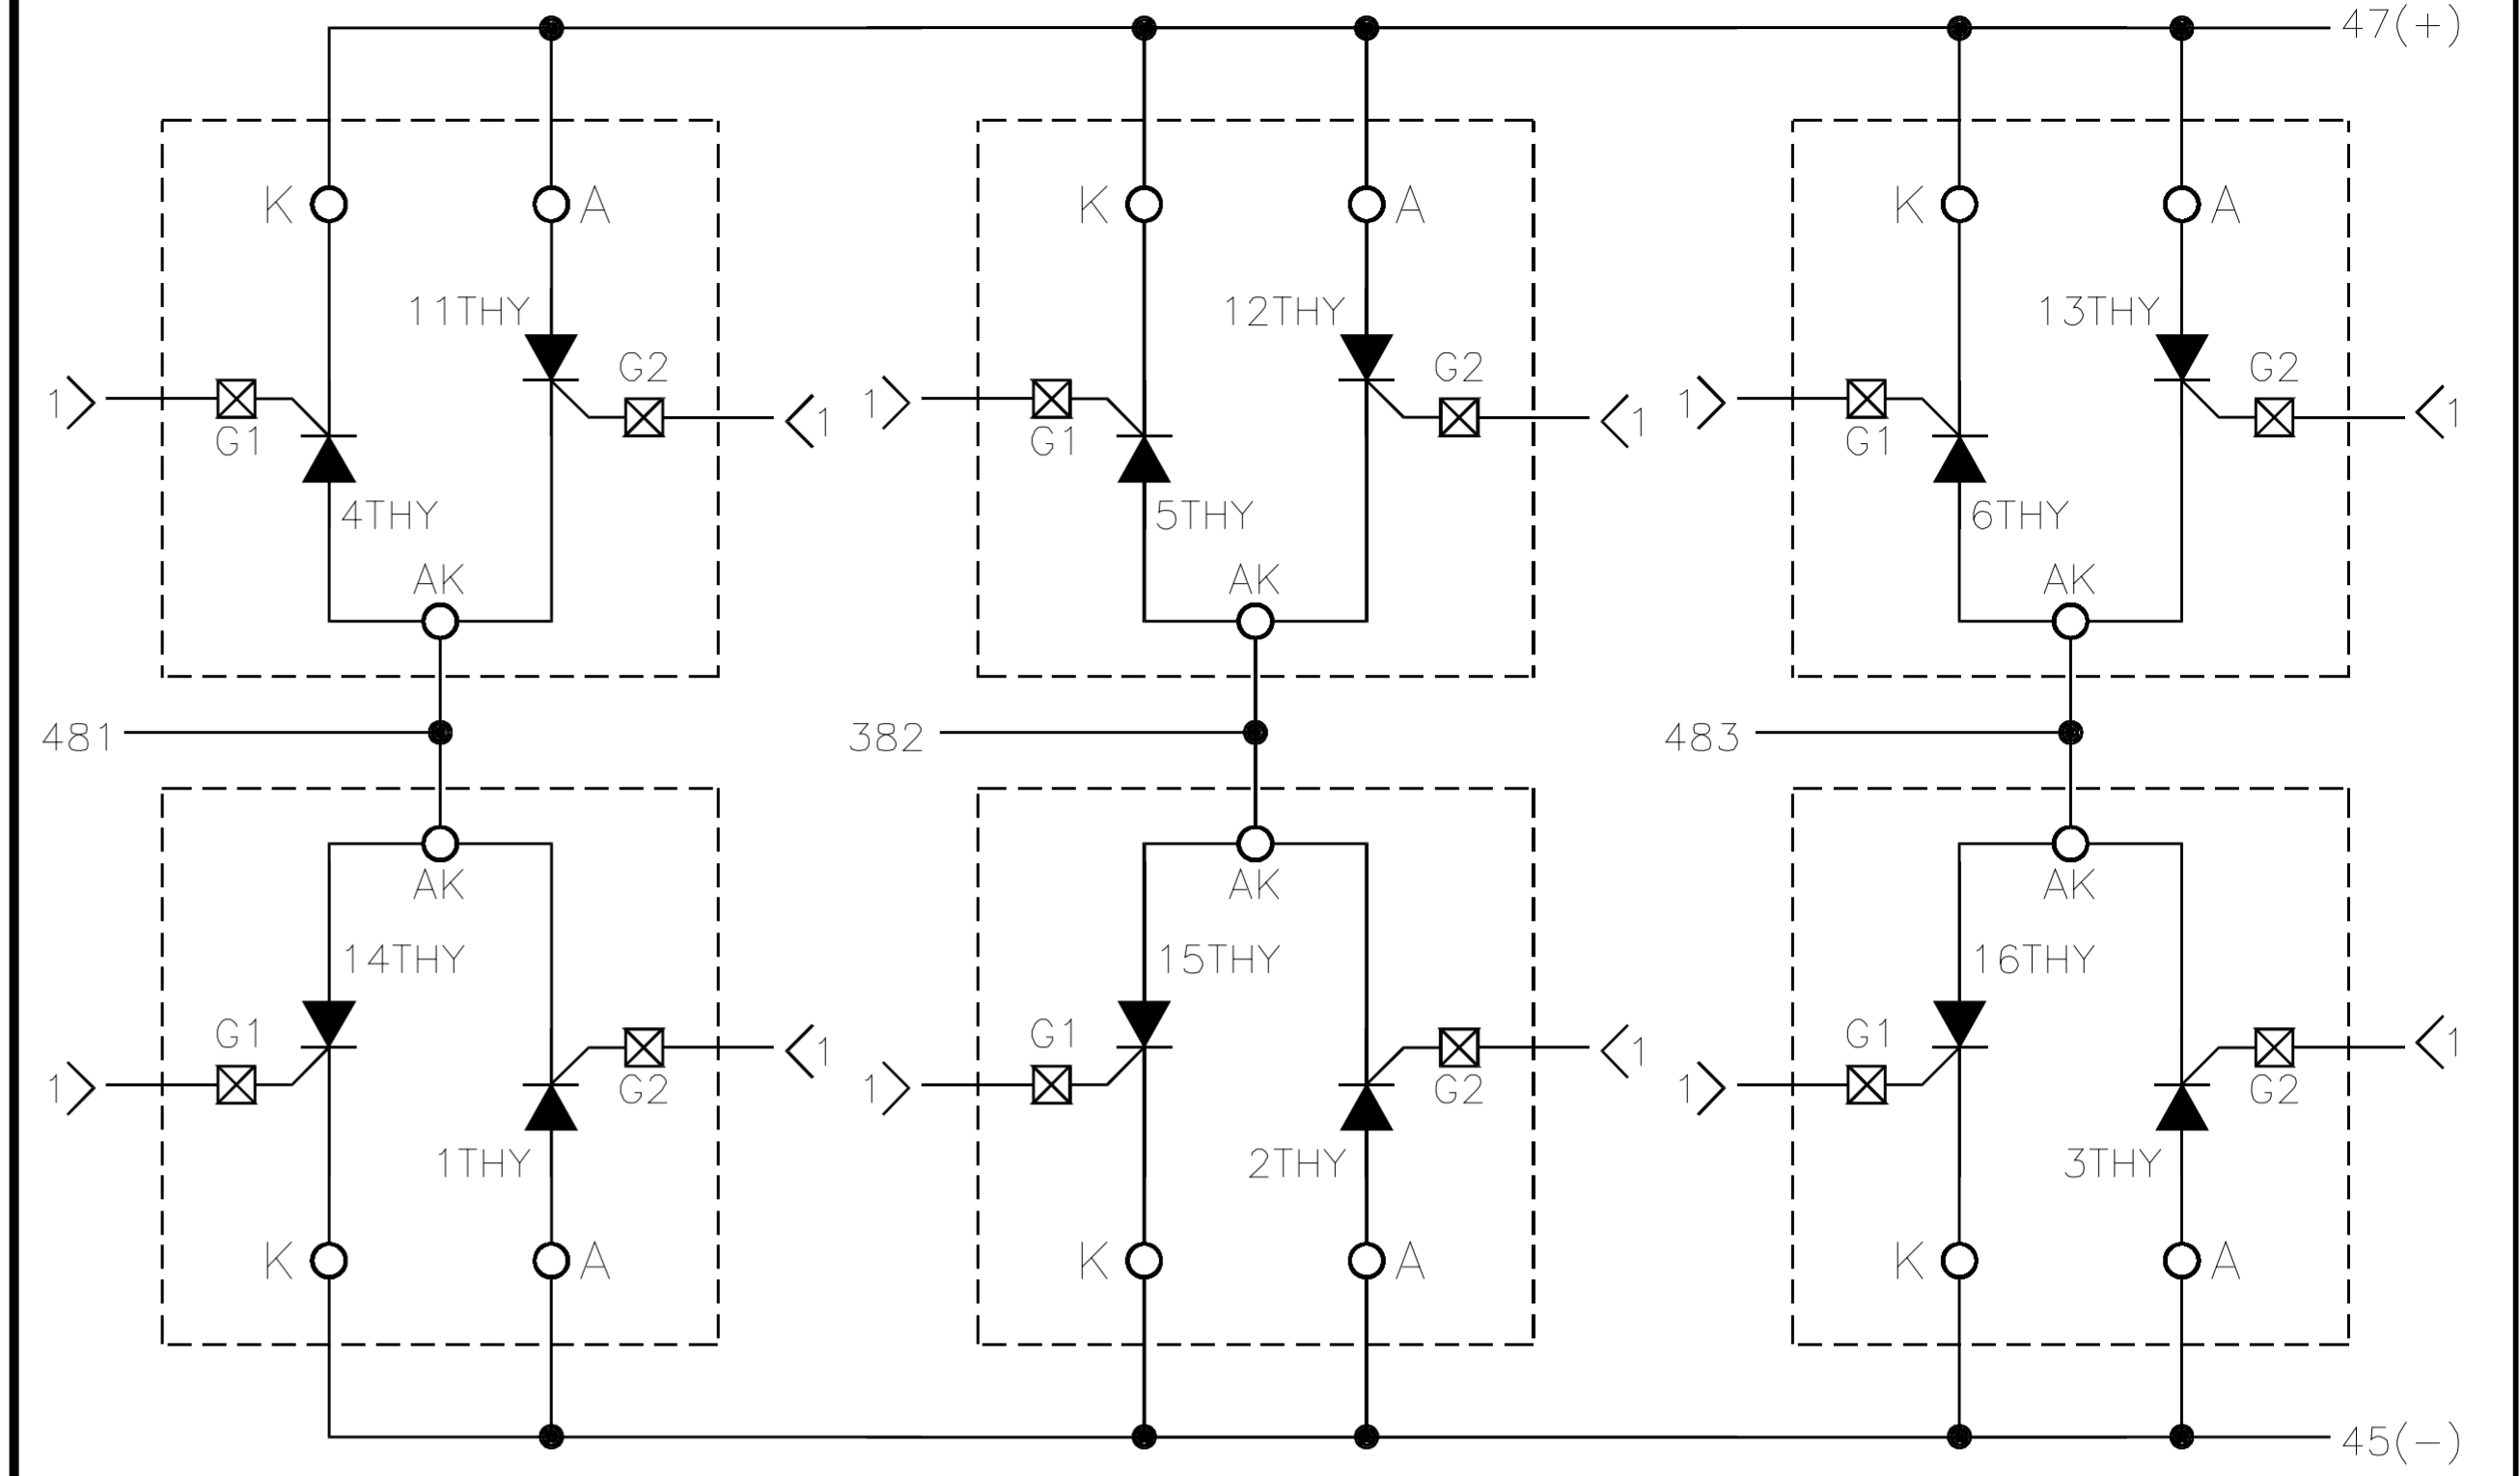 47(+)
K A K A K A
11THY 12THY 13THY
G2 G2 G2
1 1 1 1 1 1
G1 G1 G1
4THY 5THY 6THY
AK AK AK
481 382 483
AK AK AK
14THY 15THY 16THY
G1 G1 G1
1 1 1 1 1 1
G2 G2 G2
1THY 2THY 3THY
K A K A K A
45(-)